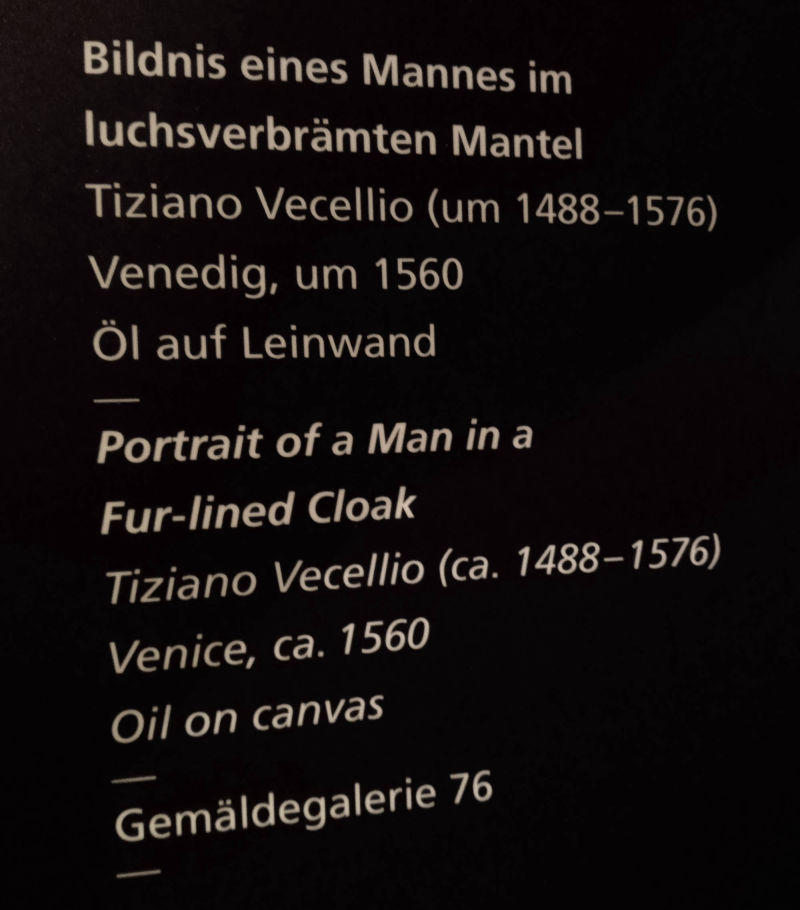 Bildnis eines Mannes im
luchsverbrämten Mantel
Tiziano Vecellio (um 1488–1576)
Venedig, um 1560
Öl auf Leinwand
—
Portrait of a Man in a
Fur-lined Cloak
Tiziano Vecellio (ca. 1488–1576)
Venice, ca. 1560
Oil on canvas
—
Gemäldegalerie 76
—